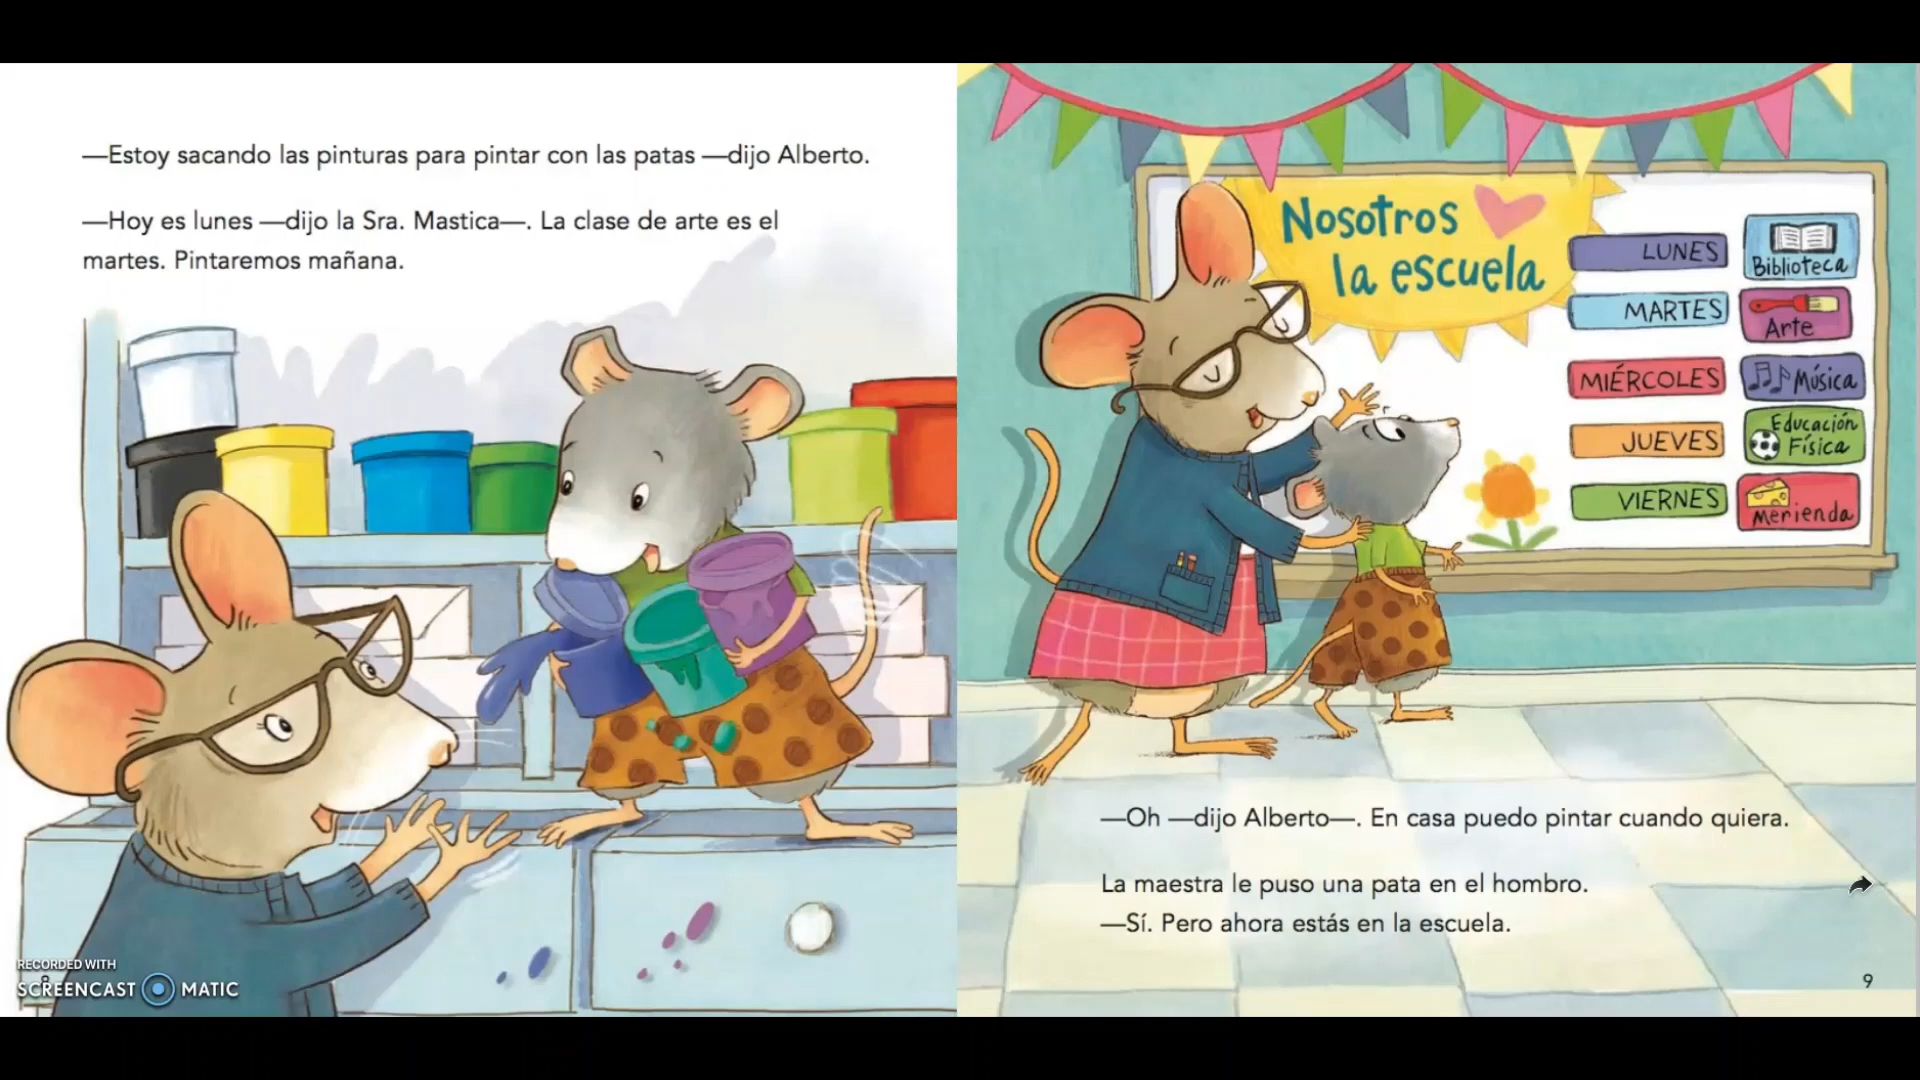 —Estoy sacando las pinturas para pintar con las patas —dijo Alberto.
—Hoy es lunes —dijo la Sra. Mastica—. La clase de arte es el
martes. Pintaremos mañana.
RECORDED WITH
SCREENCAST MATIC
Nosotros
la escuela
LUNES
Biblioteca
MARTES
Arte
MIÉRCOLES
Música
JUEVES
Educación
Física
VIERNES
Merienda
—Oh —dijo Alberto—. En casa puedo pintar cuando quiera.
La maestra le puso una pata en el hombro.
—Sí. Pero ahora estás en la escuela.
9